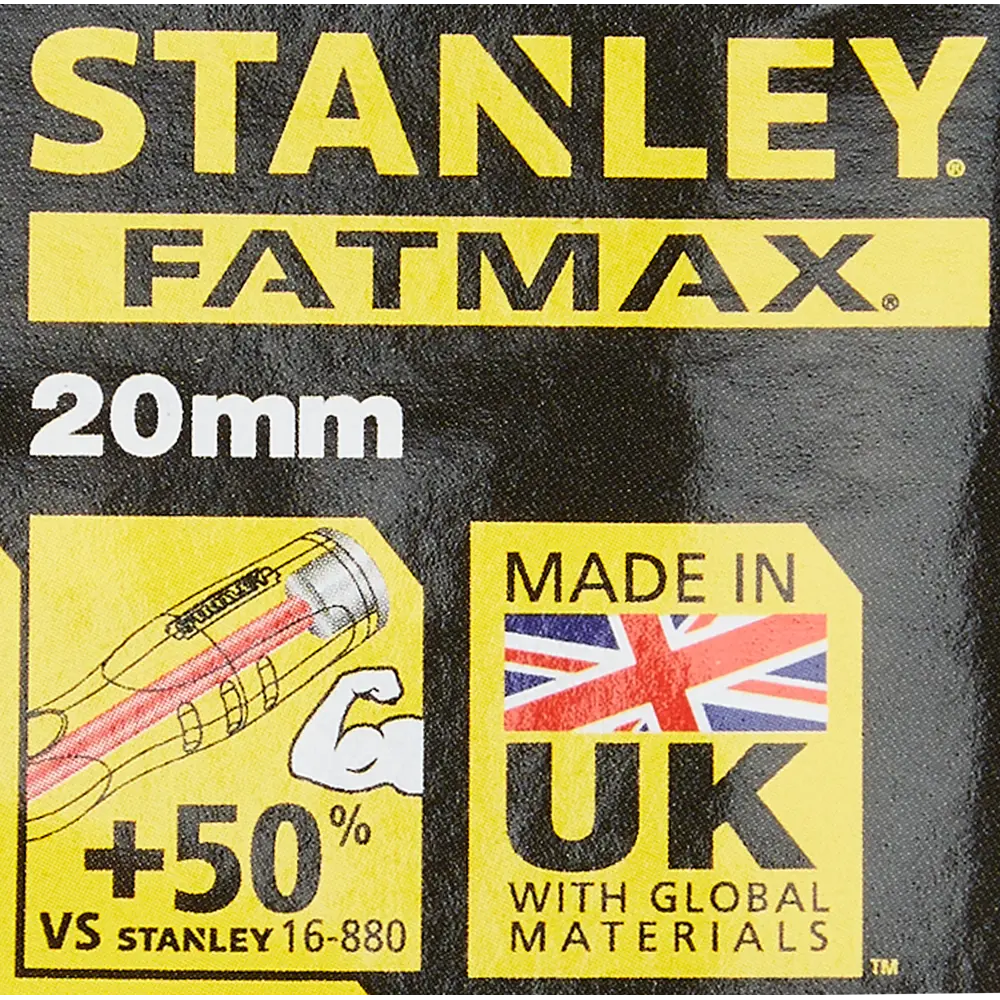 STANLEY®
FATMAX®
20mm
+50%
VS STANLEY 16-880
MADE IN
UK
WITH GLOBAL
MATERIALS
TM